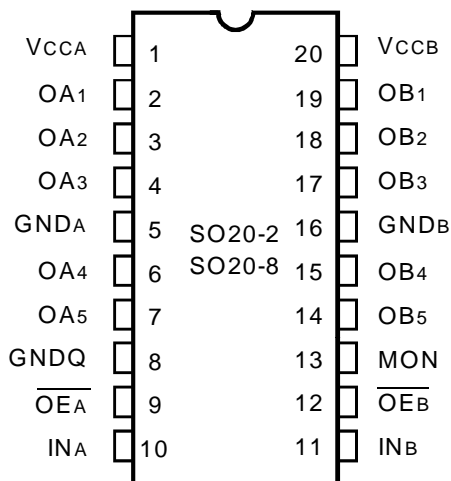 VCCA 1 20 VCCB
OA1 2 19 OB1
OA2 3 18 OB2
OA3 4 17 OB3
GNDA 5 16 GNDB
SO20-2
SO20-8
OA4 6 15 OB4
OA5 7 14 OB5
GNDQ 8 13 MON
O̅E̅A̅ 9 12 O̅E̅B̅
INA 10 11 INB